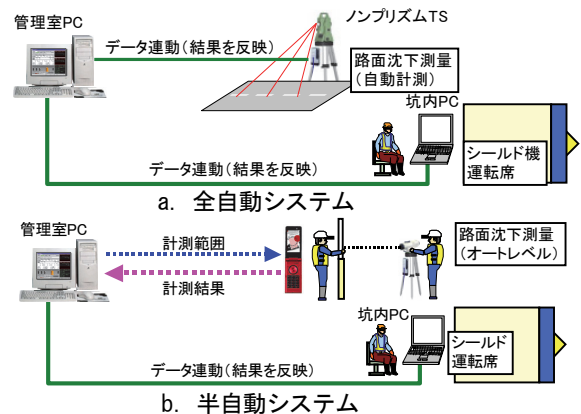 管理室PC
ノンプリズムTS
データ連動(結果を反映)
路面沈下測量
(自動計測)
坑内PC
シールド機
運転席
データ連動(結果を反映)
a. 全自動システム
管理室PC
計測範囲
計測結果
路面沈下測量
(オートレベル)
坑内PC
シールド
運転席
データ連動(結果を反映)
b. 半自動システム